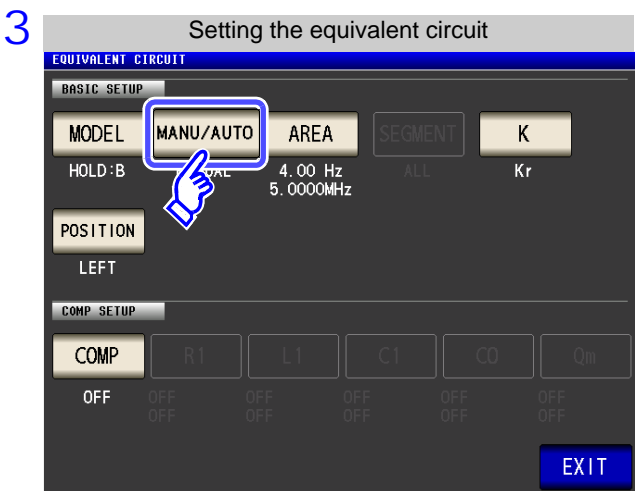 3
Setting the equivalent circuit
EQUIVALENT CIRCUIT
BASIC SETUP
MODEL MANU/AUTO AREA SEGMENT K
HOLD:B 4.00 Hz ALL Kr
5.0000MHz
POSITION
LEFT
COMP SETUP
COMP R1 L1 C1 C0 Qm
OFF OFF OFF OFF OFF OFF
OFF OFF OFF OFF OFF
EXIT